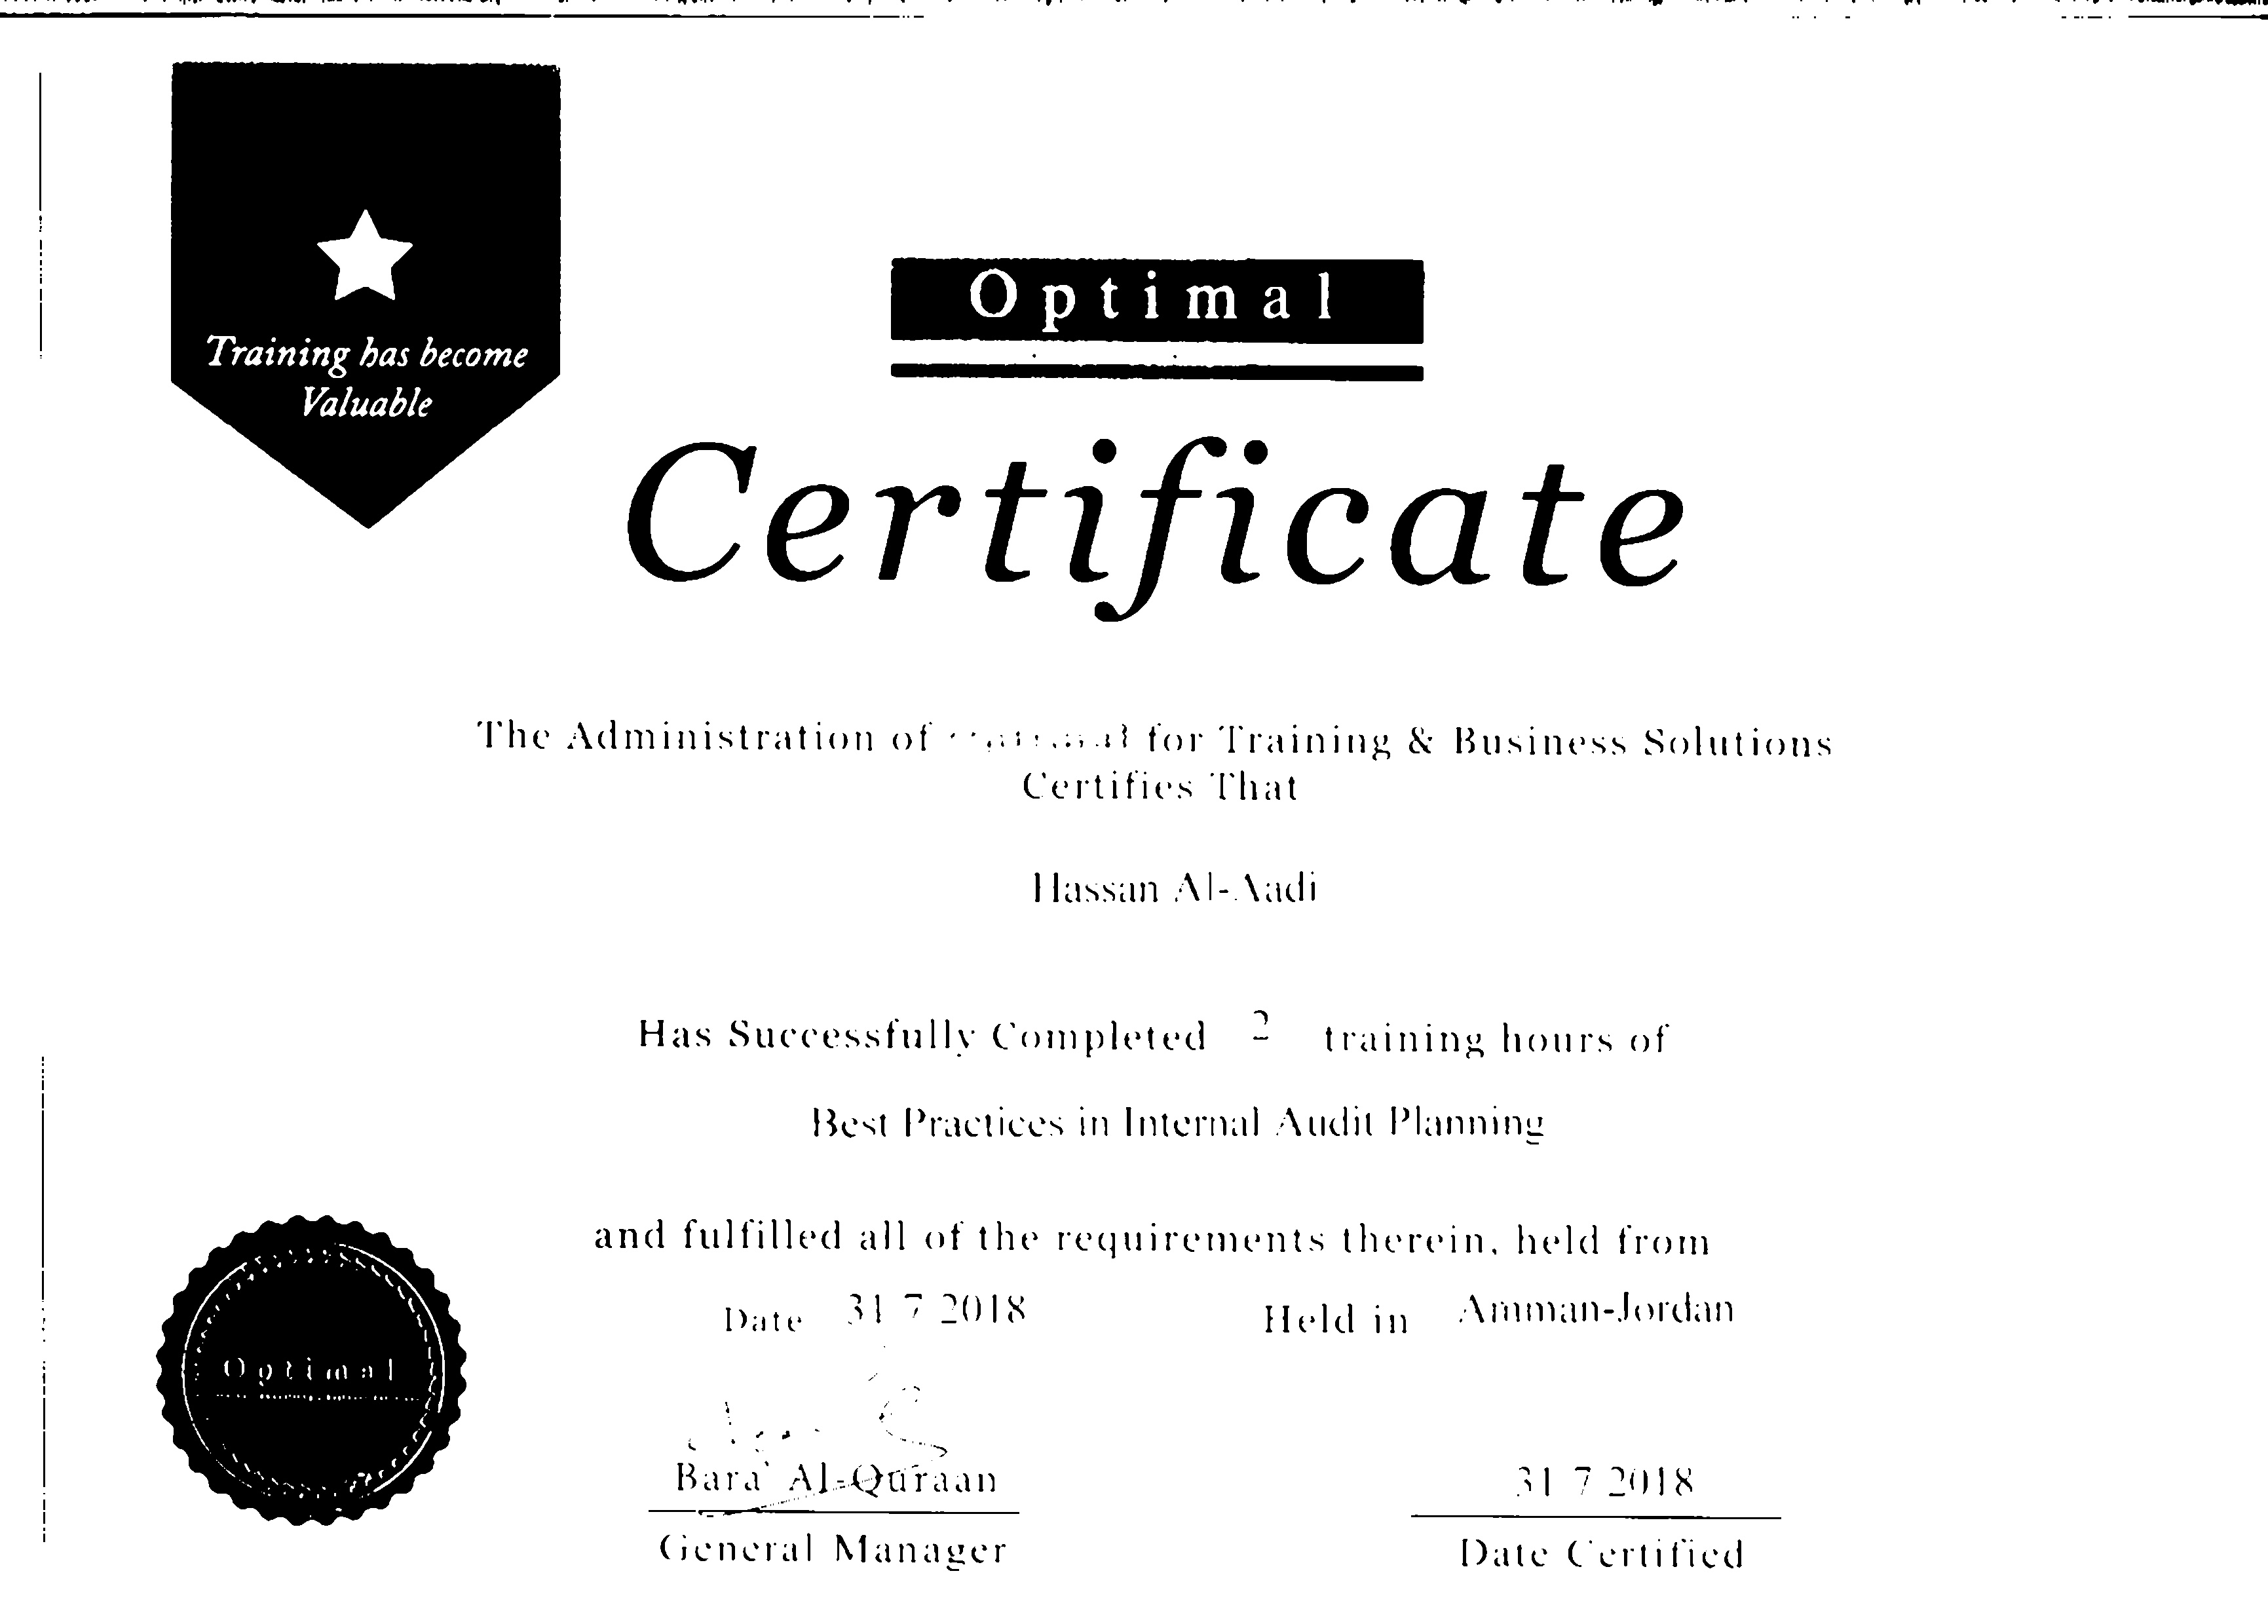 Training has become
Valuable
Optimal
Certificate
The Administration of for Training & Business Solutions
Certifies That
Hassan Al-Aadi
Has Successfully Completed 2 training hours of
Best Practices in Internal Audit Planning
and fulfilled all of the requirements therein, held from
Date 31 7 2018 Held in Amman-Jordan
Optimal
Bara' Al-Quraan
General Manager
31 7 2018
Date Certified